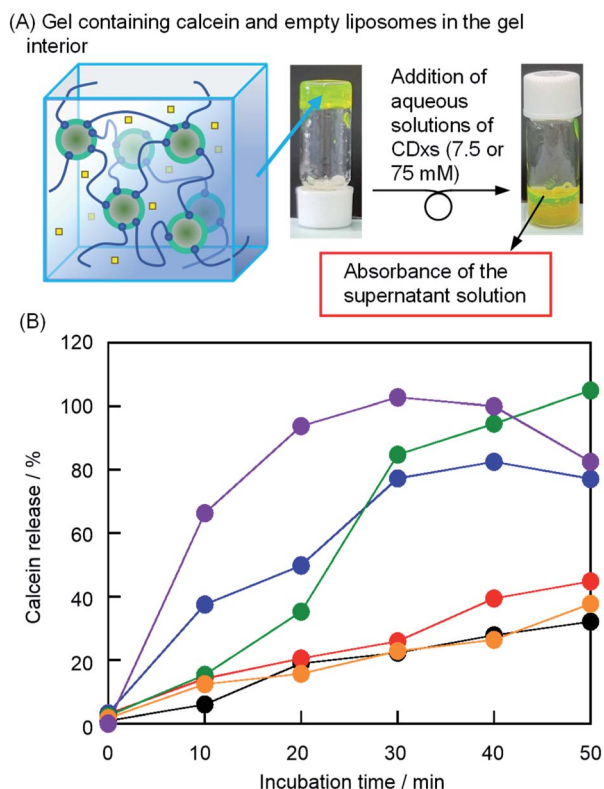 (A) Gel containing calcein and empty liposomes in the gel
interior
Addition of
aqueous
solutions of
CDxs (7.5 or
75 mM)
Absorbance of the
supernatant solution
(B)
120
100
80
60
40
20
0
Calcein release / %
0 10 20 30 40 50
Incubation time / min